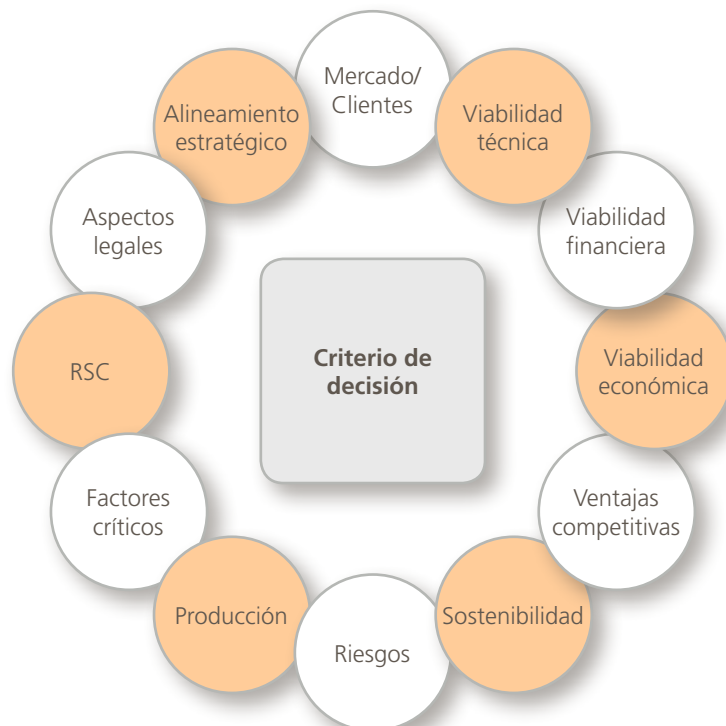 Mercado/
Clientes
Viabilidad
técnica
Viabilidad
financiera
Viabilidad
económica
Ventajas
competitivas
Sostenibilidad
Riesgos
Producción
Factores
críticos
RSC
Aspectos
legales
Alineamiento
estratégico
Criterio de
decisión